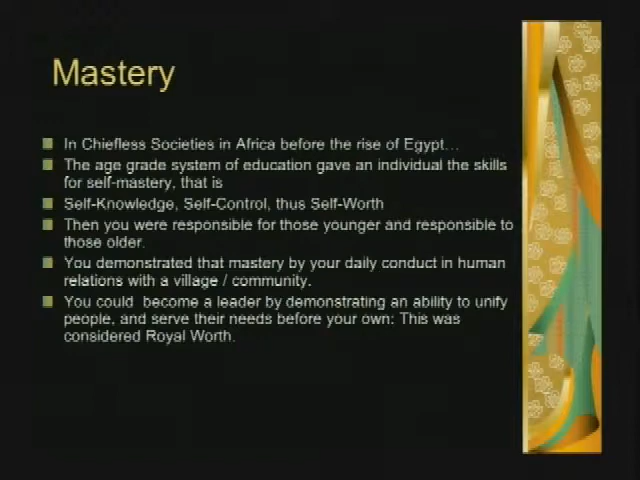 Mastery
In Chiefless Societies in Africa before the rise of Egypt…
The age grade system of education gave an individual the skills
for self-mastery, that is
Self-Knowledge, Self-Control, thus Self-Worth
Then you were responsible for those younger and responsible to
those older.
You demonstrated that mastery by your daily conduct in human
relations with a village / community.
You could  become a leader by demonstrating an ability to unify
people, and serve their needs before your own: This was
considered Royal Worth.